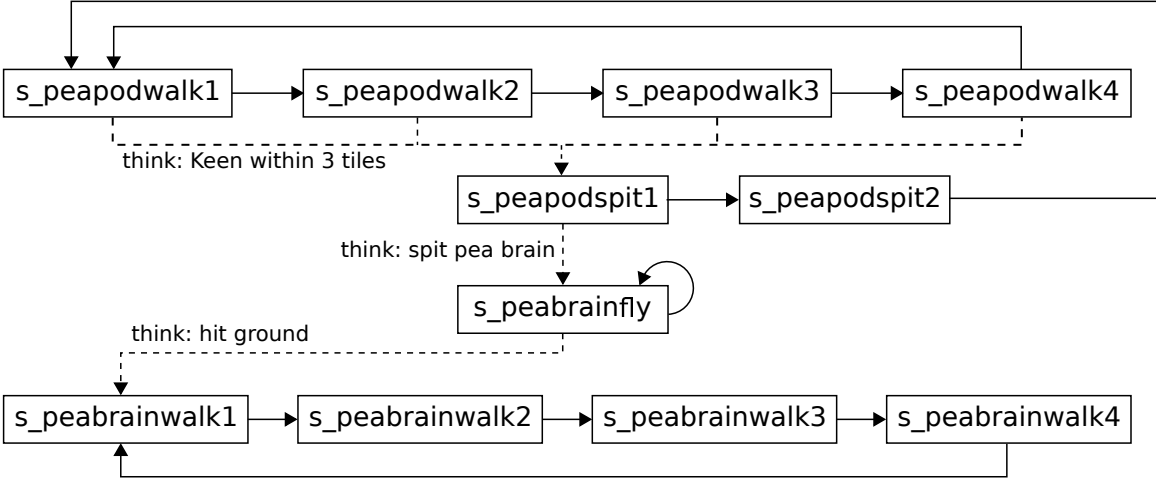 s_peapodwalk1
s_peapodwalk2
s_peapodwalk3
s_peapodwalk4
think: Keen within 3 tiles
s_peapodspit1
s_peapodspit2
think: spit pea brain
s_peabrainfly
think: hit ground
s_peabrainwalk1
s_peabrainwalk2
s_peabrainwalk3
s_peabrainwalk4